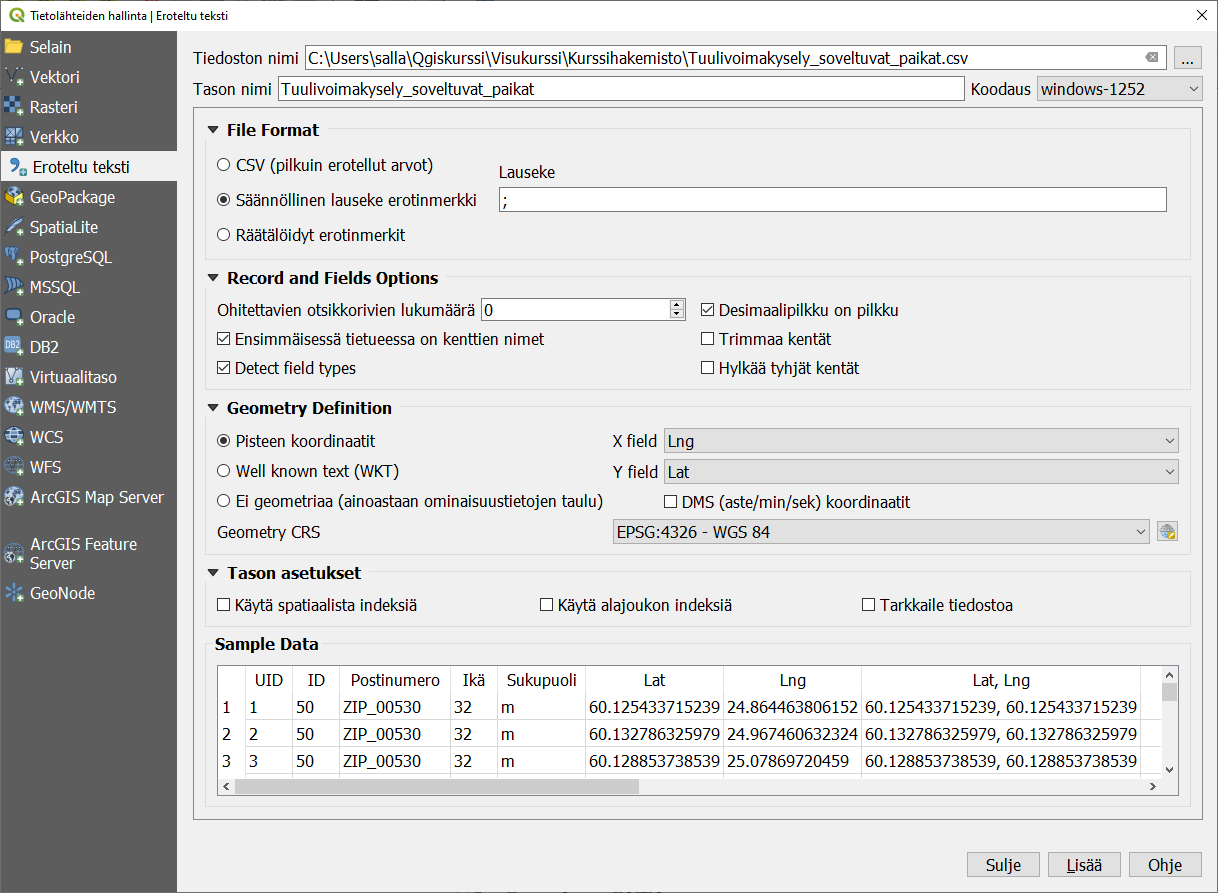 Tietolähteiden hallinta | Eroteltu teksti
Selain
Vektori
Rasteri
Verkko
Eroteltu teksti
GeoPackage
SpatiaLite
PostgreSQL
MSSQL
Oracle
DB2
Virtuaalitaso
WMS/WMTS
WCS
WFS
ArcGIS Map Server
ArcGIS Feature
Server
GeoNode
Tiedoston nimi C:\Users\salla\Qgiskurssi\Visukurssi\Kurssihakemisto\Tuulivoimakysely_soveltuvat_paikat.csv ...
Tason nimi Tuulivoimakysely_soveltuvat_paikat Koodaus windows-1252
File Format
CSV (pilkuin erotellut arvot)
Lauseke
Säännöllinen lauseke erotinmerkki ;
Räätälöidyt erotinmerkit
Record and Fields Options
Ohitettavien otsikkorivien lukumäärä 0 Desimaalipilkku on pilkku
Ensimmäisessä tietueessa on kenttien nimet Trimmaa kentät
Detect field types Hylkää tyhjät kentät
Geometry Definition
Pisteen koordinaatit X field Lng
Well known text (WKT) Y field Lat
Ei geometriaa (ainoastaan ominaisuustietojen taulu) DMS (aste/min/sek) koordinaatit
Geometry CRS EPSG:4326 - WGS 84
Tason asetukset
Käytä spatiaalista indeksiä Käytä alajoukon indeksiä Tarkkaile tiedostoa
Sample Data
UID ID Postinumero Ikä Sukupuoli Lat Lng Lat, Lng
1 1 50 ZIP_00530 32 m 60.125433715239 24.864463806152 60.125433715239, 60.125433715239
2 2 50 ZIP_00530 32 m 60.132786325979 24.967460632324 60.132786325979, 60.132786325979
3 3 50 ZIP_00530 32 m 60.128853738539 25.07869720459 60.128853738539, 60.128853738539
Sulje Lisää Ohje